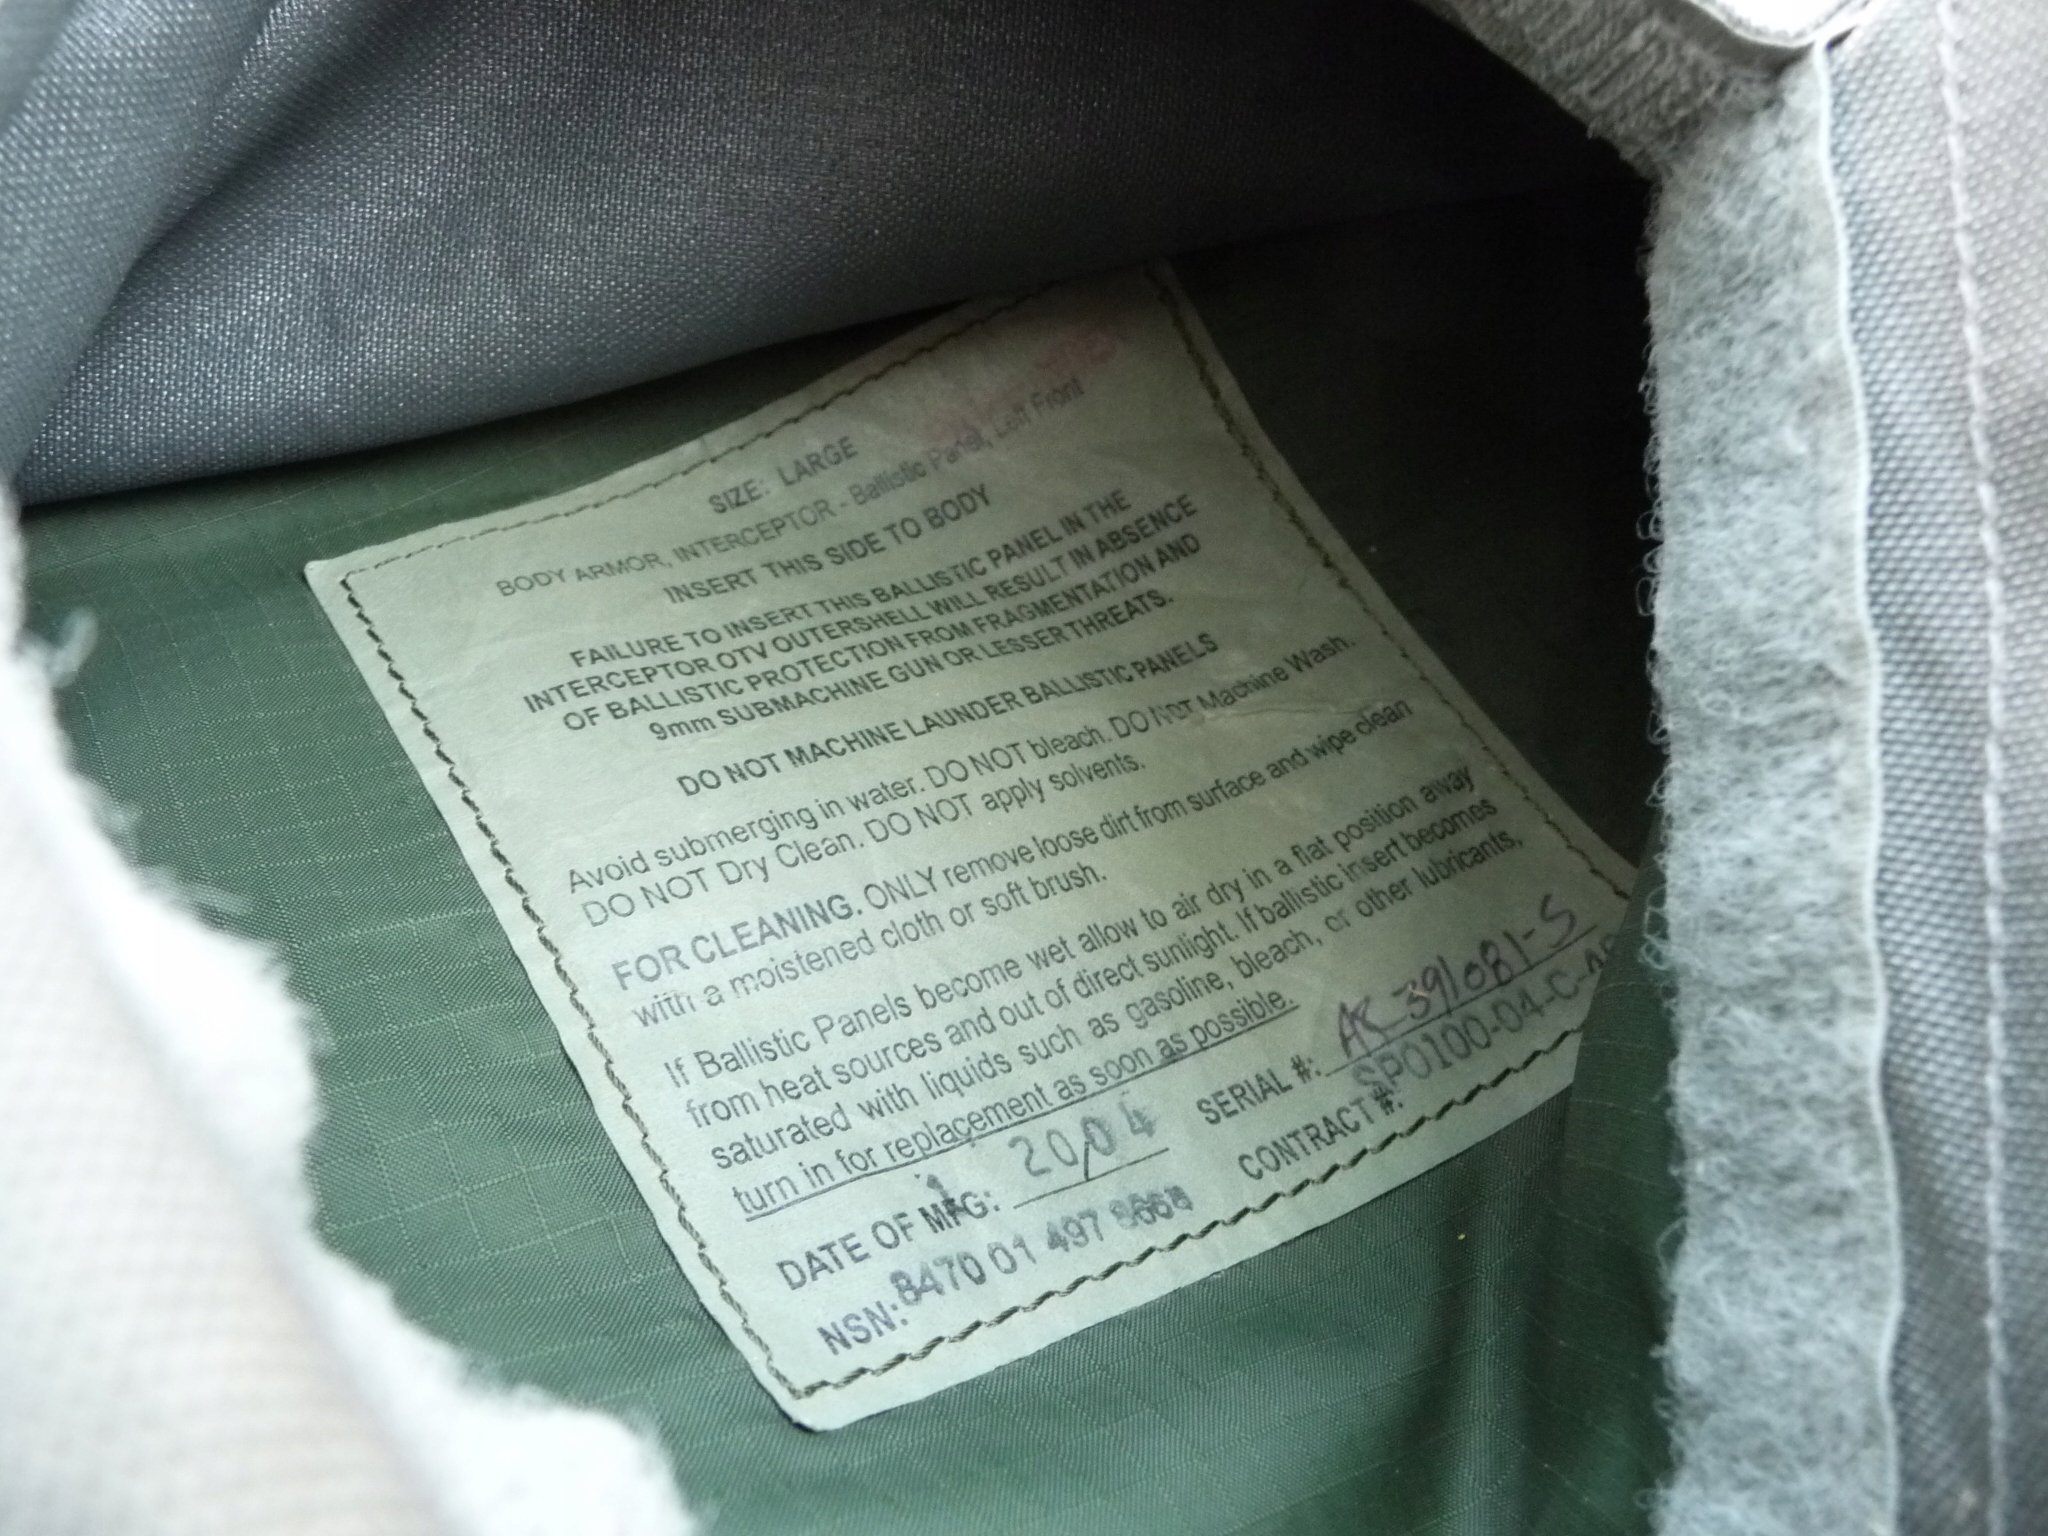 SIZE: LARGE
BODY ARMOR, INTERCEPTOR - Ballistic Panel, Left Front
INSERT THIS SIDE TO BODY
FAILURE TO INSERT THIS BALLISTIC PANEL IN THE
INTERCEPTOR OTV OUTERSHELL WILL RESULT IN ABSENCE
OF BALLISTIC PROTECTION FROM FRAGMENTATION AND
9mm SUBMACHINE GUN OR LESSER THREATS.
DO NOT MACHINE LAUNDER BALLISTIC PANELS
Avoid submerging in water. DO NOT bleach. DO NOT Machine Wash.
DO NOT Dry Clean. DO NOT apply solvents.
FOR CLEANING. ONLY remove loose dirt from surface and wipe clean
with a moistened cloth or soft brush.
If Ballistic Panels become wet allow to air dry in a flat position away
from heat sources and out of direct sunlight. If ballistic insert becomes
saturated with liquids such as gasoline, bleach, or other lubricants,
turn in for replacement as soon as possible.
DATE OF MFG: 2004 SERIAL #: 391081-S
NSN: 8470 01 497 CONTRACT #: SP0100-04-C-